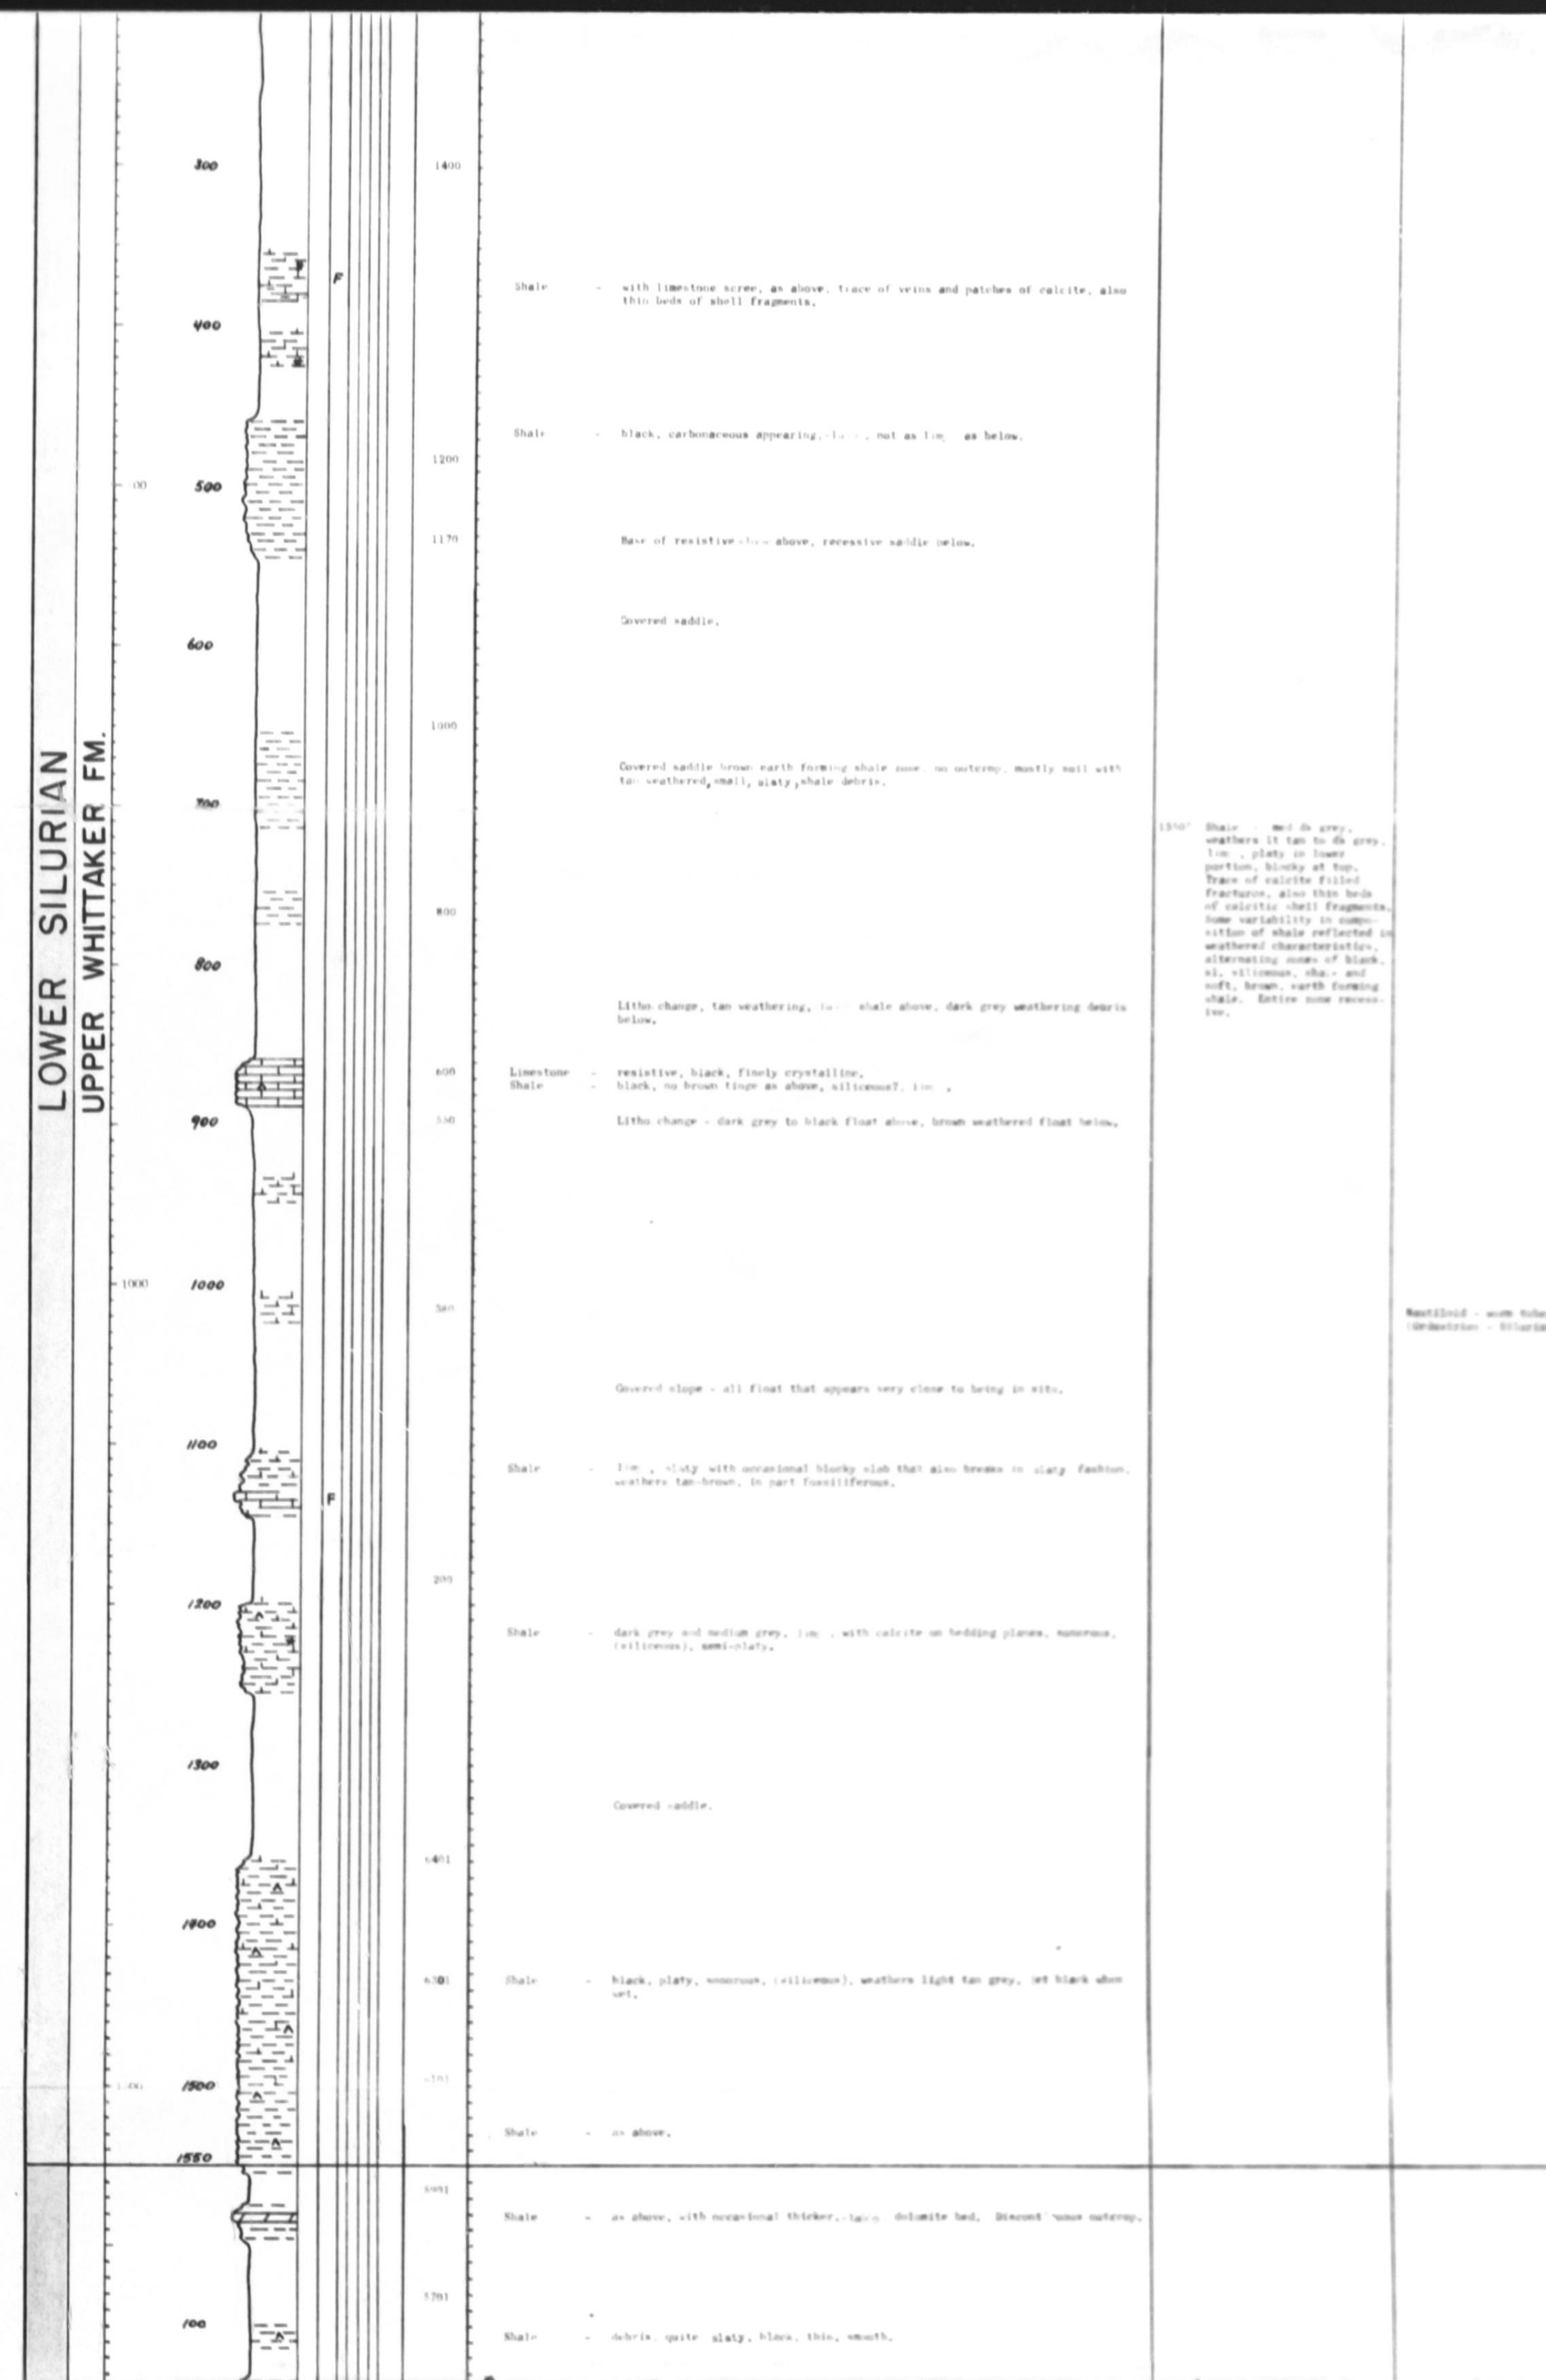 LOWER SILURIAN
UPPER WHITTAKER FM.
300
1400
F
Shale - with limestone scree, as above, trace of veins and patches of calcite, also
thin beds of shell fragments.
400
Shale - black, carbonaceous appearing, not as as below.
1200
500
1170
Base of resistive above, recessive saddle below.
Covered saddle.
600
1000
Covered saddle brown earth forming shale zone, no outcrop, mostly soil with
tan weathered, small, platy, shale debris.
700
Shale - med dk grey,
weathers lt tan to dk grey,
platy in lower
portion, blocky at top.
Trace of calcite filled
fractures, also thin beds
of calcitic shell fragments.
Some variability in compo-
sition of shale reflected in
weathered characteristics,
alternating zones of black,
siliceous, shale and
soft, brown, earth forming
shale. Entire zone recess-
ive.
800
800
Litho change, tan weathering, shale above, dark grey weathering debris
below.
600
Limestone - resistive, black, finely crystalline.
Shale - black, no brown tinge as above, siliceous?,
900
550
Litho change - dark grey to black float above, brown weathered float below.
1000
1000
Nautiloid - worm
Covered slope - all float that appears very close to being in situ.
1100
Shale - platy with occasional blocky slab that also breaks in platy fashion,
weathers tan-brown, in part fossiliferous.
F
200
1200
Shale - dark grey and medium grey, with calcite on bedding planes, sonorous,
(siliceous), semi-platy.
1300
Covered saddle.
6401
1400
6301
Shale - black, platy, sonorous, (siliceous), weathers light tan grey, jet black when
wet.
1500
Shale - as above.
1550
Shale - as above, with occasional thicker, dolomite bed. Discontinuous outcrop.
5701
100
Shale - debris, quite slaty, black, thin, smooth.